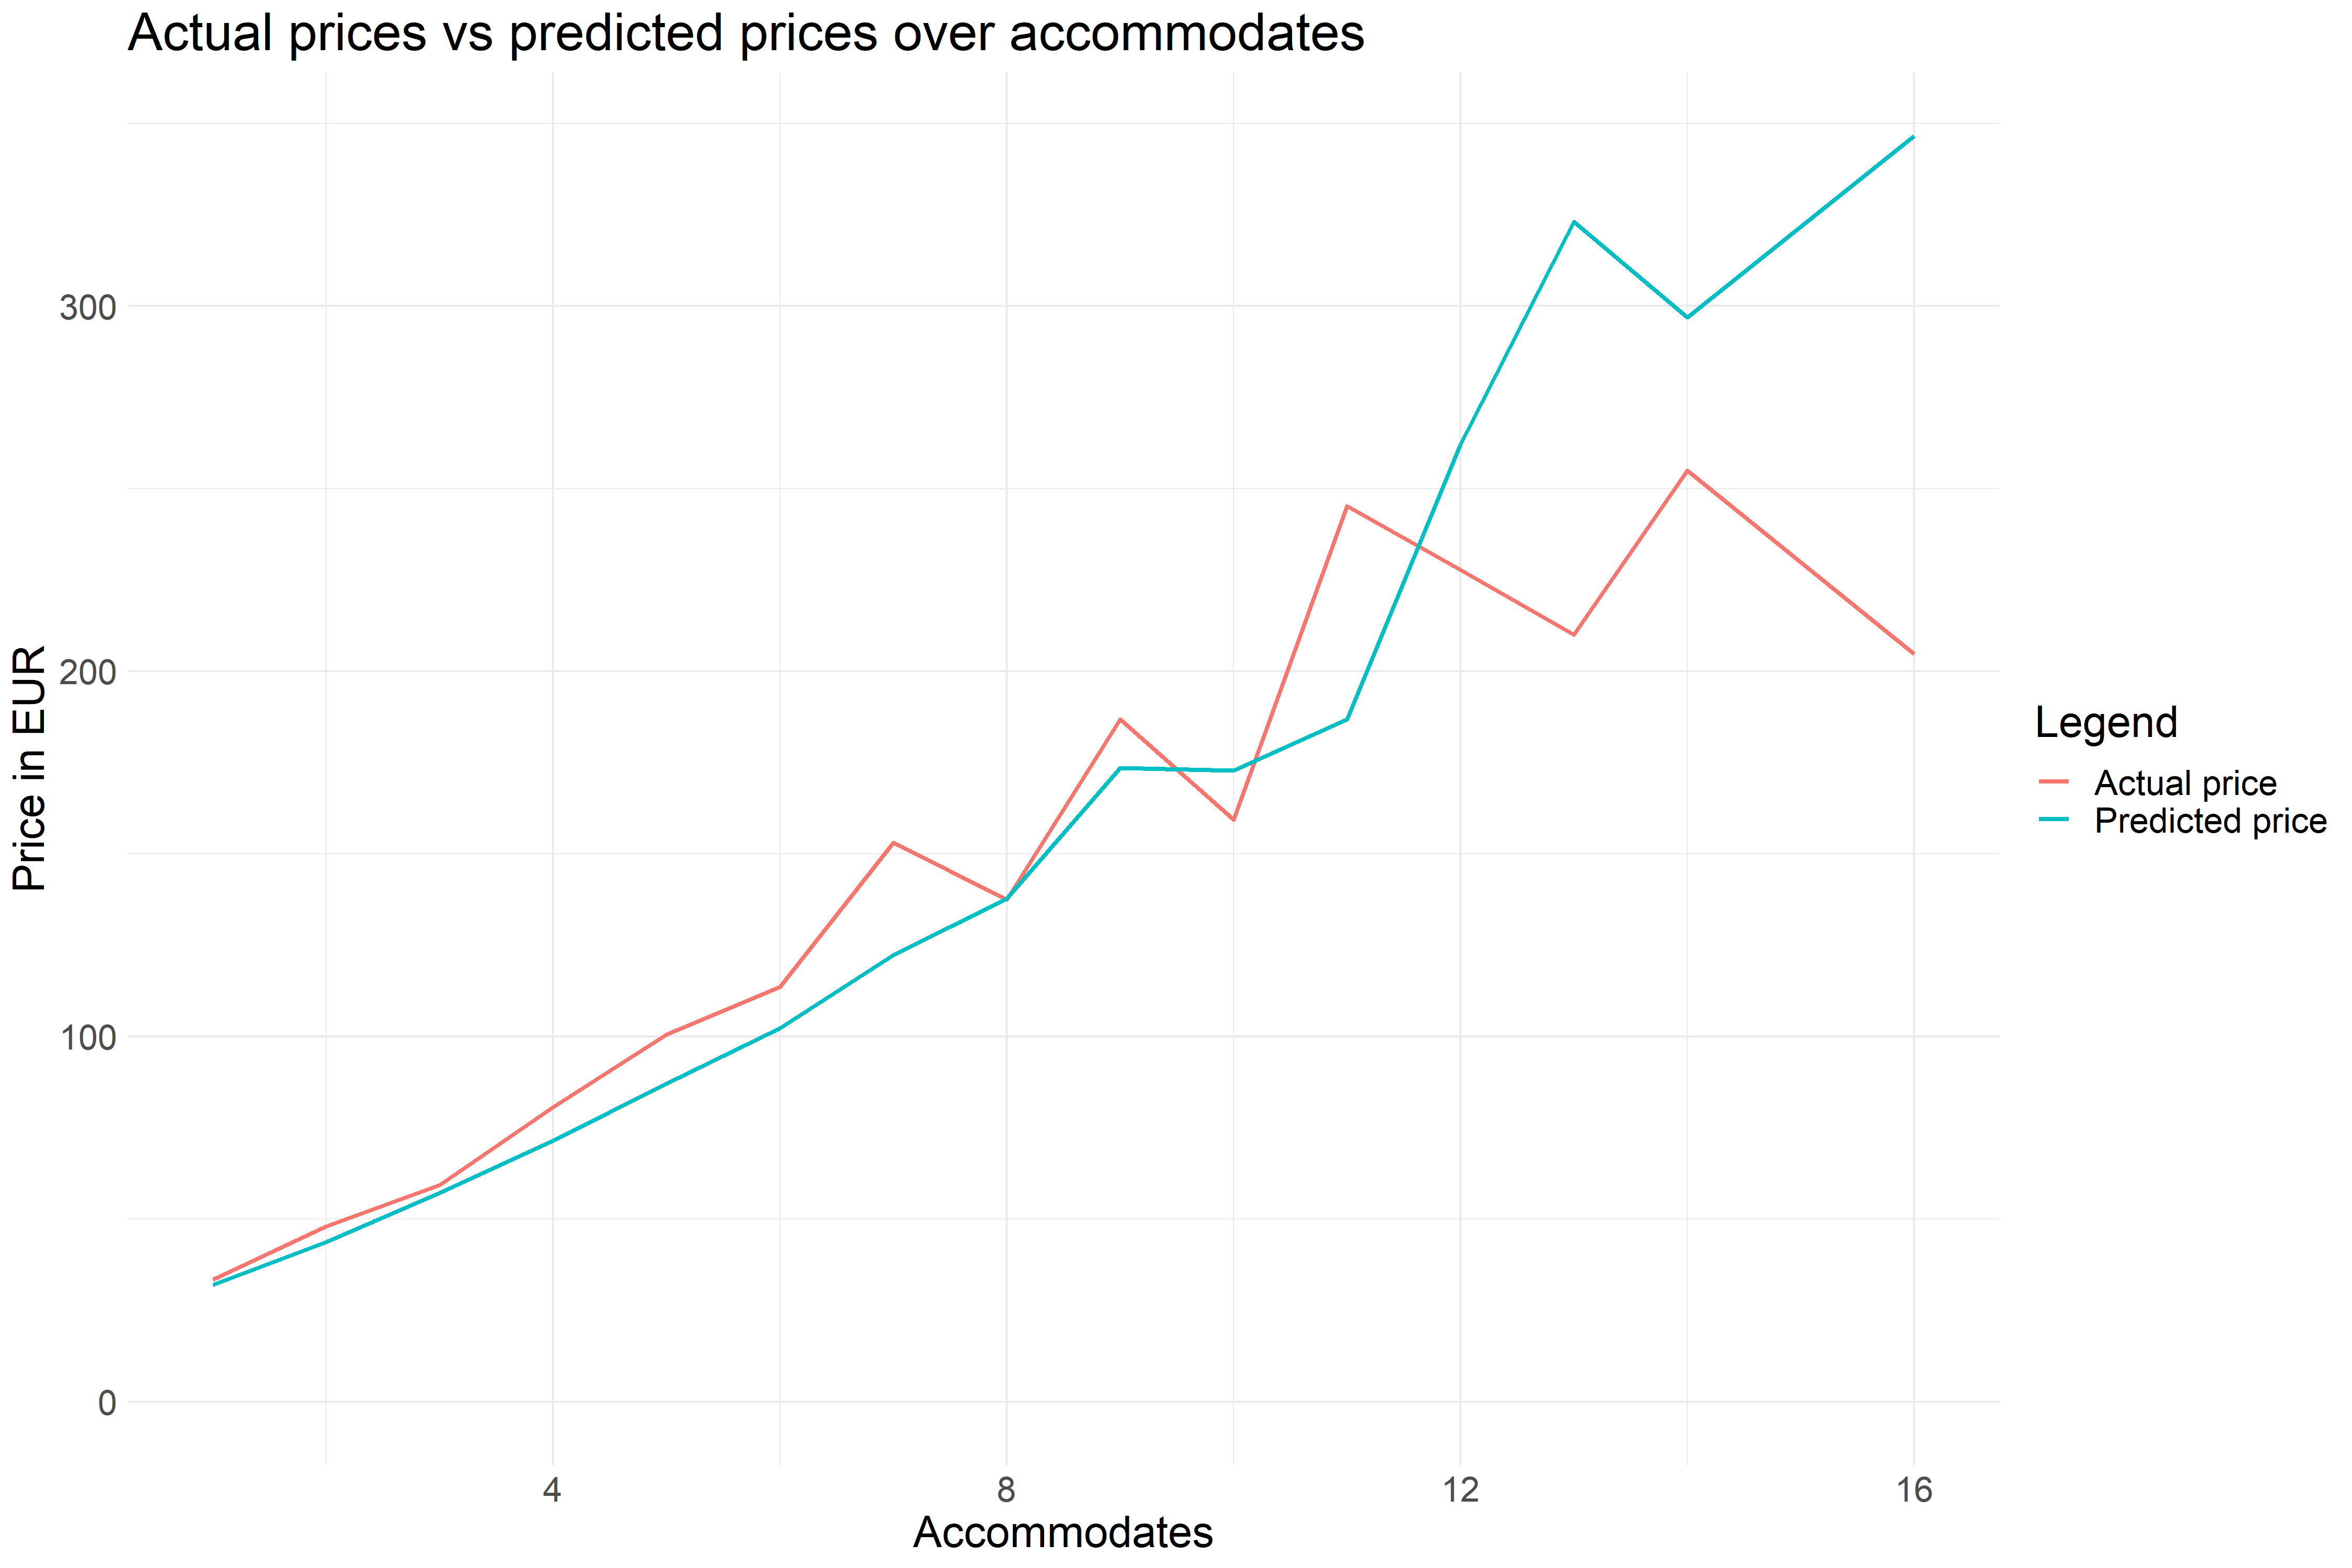 Actual prices vs predicted prices over accommodates
Price in EUR
300
200
100
0
4
8
12
16
Accommodates
Legend
Actual price
Predicted price